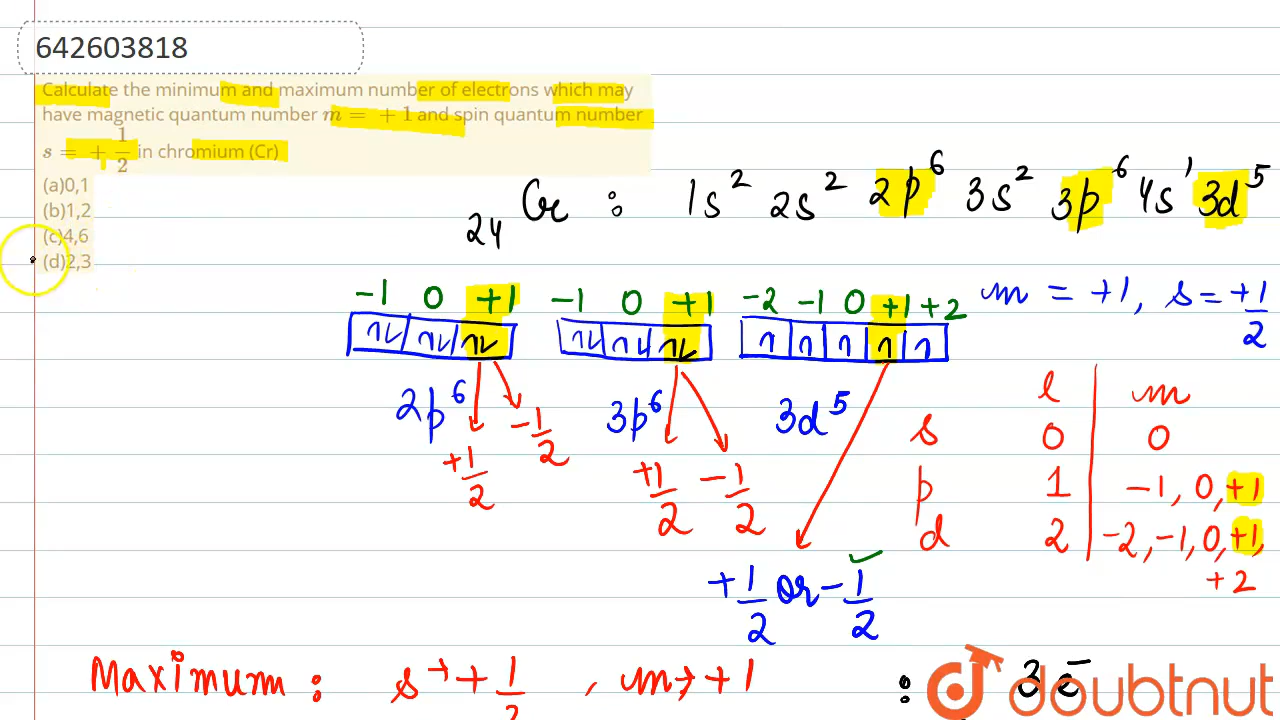 642603818
Calculate the minimum and maximum number of electrons which may
have magnetic quantum number m = +1 and spin quantum number
s = +1/2 in chromium (Cr)
(a)0,1
(b)1,2
(c)4,6
(d)2,3
24 Cr : 1s² 2s² 2p⁶ 3s² 3p⁶ 4s¹ 3d⁵
-1 0 +1 -1 0 +1 -2 -1 0 +1 +2
m = +1, s = +1/2
2p⁶ 3p⁶ 3d⁵
+1/2 -1/2 +1/2 -1/2
+1/2 or -1/2
l m
s 0 0
p 1 -1, 0, +1
d 2 -2, -1, 0, +1,
+2
Maximum : s → +1/2, m → +1 : 3e⁻
doubtnut